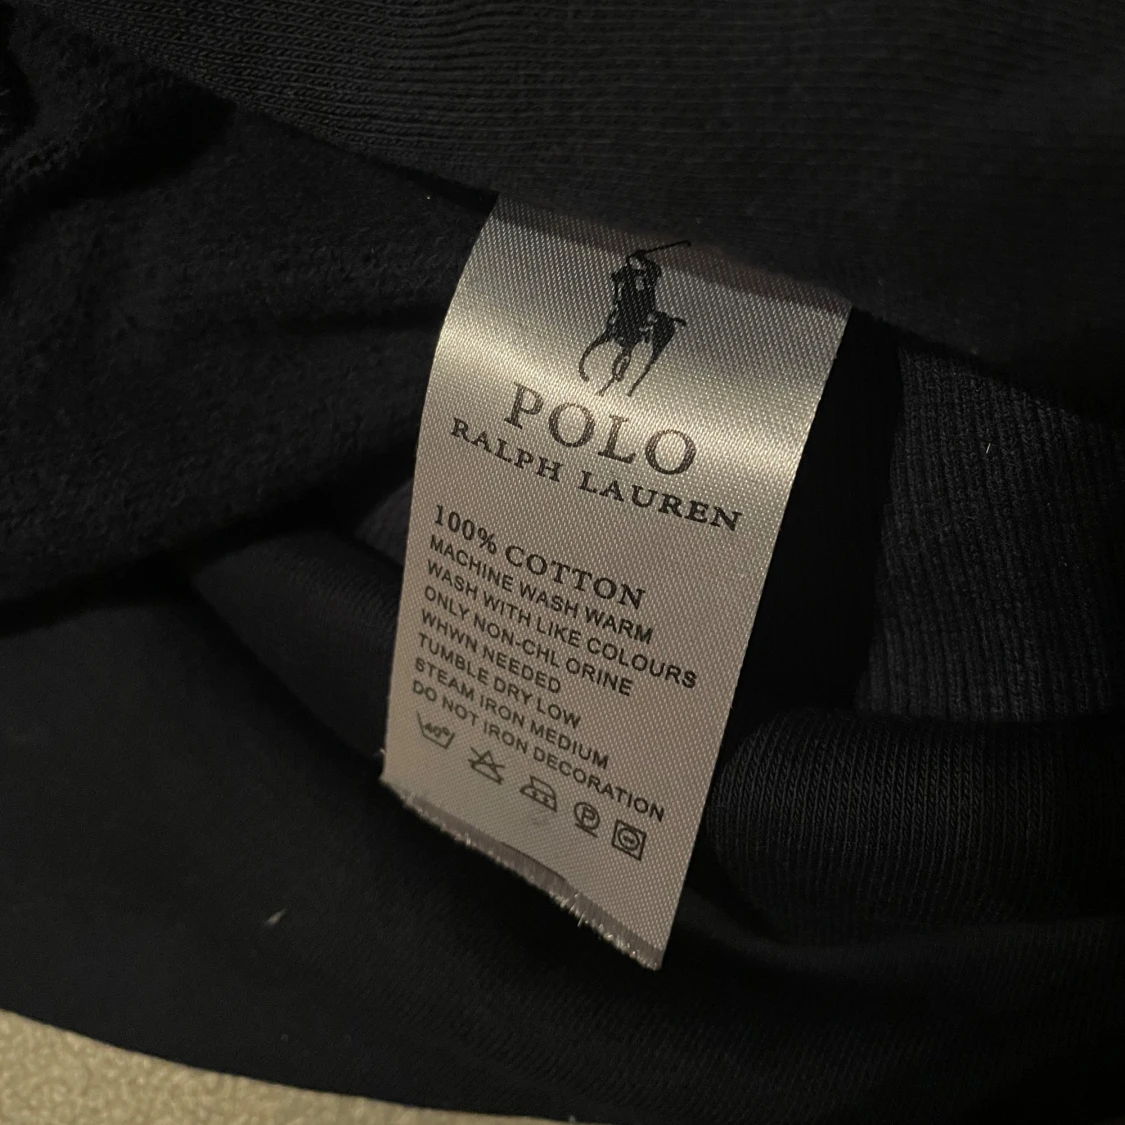 POLO
RALPH LAUREN
100% COTTON
MACHINE WASH WARM
WASH WITH LIKE COLOURS
ONLY NON-CHL ORINE
WHWN NEEDED
TUMBLE DRY LOW
STEAM IRON MEDIUM
DO NOT IRON DECORATION
40° P